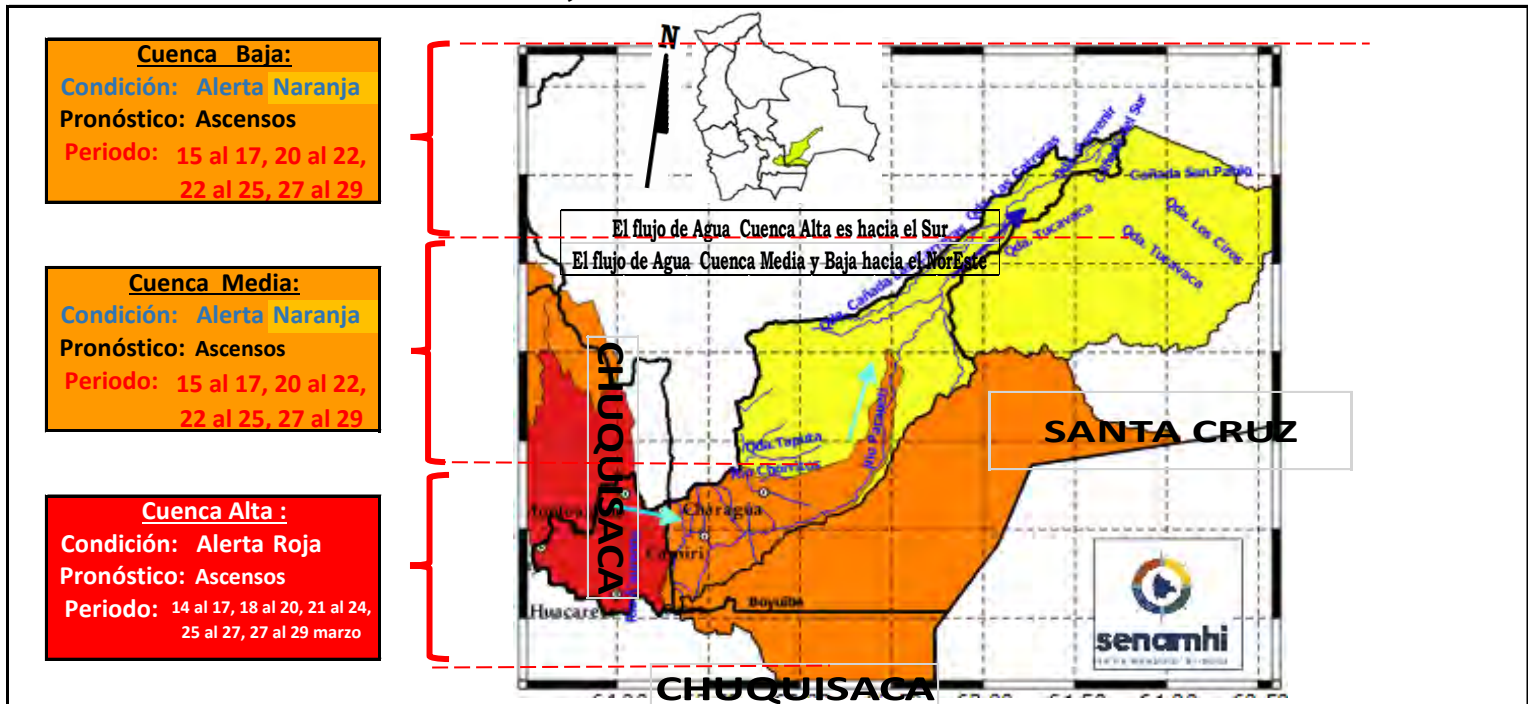 Cuenca Baja:
Condición: Alerta Naranja
Pronóstico: Ascensos
Periodo: 15 al 17, 20 al 22,
22 al 25, 27 al 29
Cuenca Media:
Condición: Alerta Naranja
Pronóstico: Ascensos
Periodo: 15 al 17, 20 al 22,
22 al 25, 27 al 29
Cuenca Alta :
Condición: Alerta Roja
Pronóstico: Ascensos
Periodo: 14 al 17, 18 al 20, 21 al 24,
25 al 27, 27 al 29 marzo
N
El flujo de Agua Cuenca Alta es hacia el Sur
El flujo de Agua Cuenca Media y Baja hacia el NorEste
Cañada San Pablo
Qda. Los Ciros
Qda. Tucavaca
Qda. Tucavaca
Qda. Taputa
Rio Chorritos
Rio Parapeti
Charagua
Boyuibe
CHUQUISACA
SANTA CRUZ
CHUQUISACA
senamhi